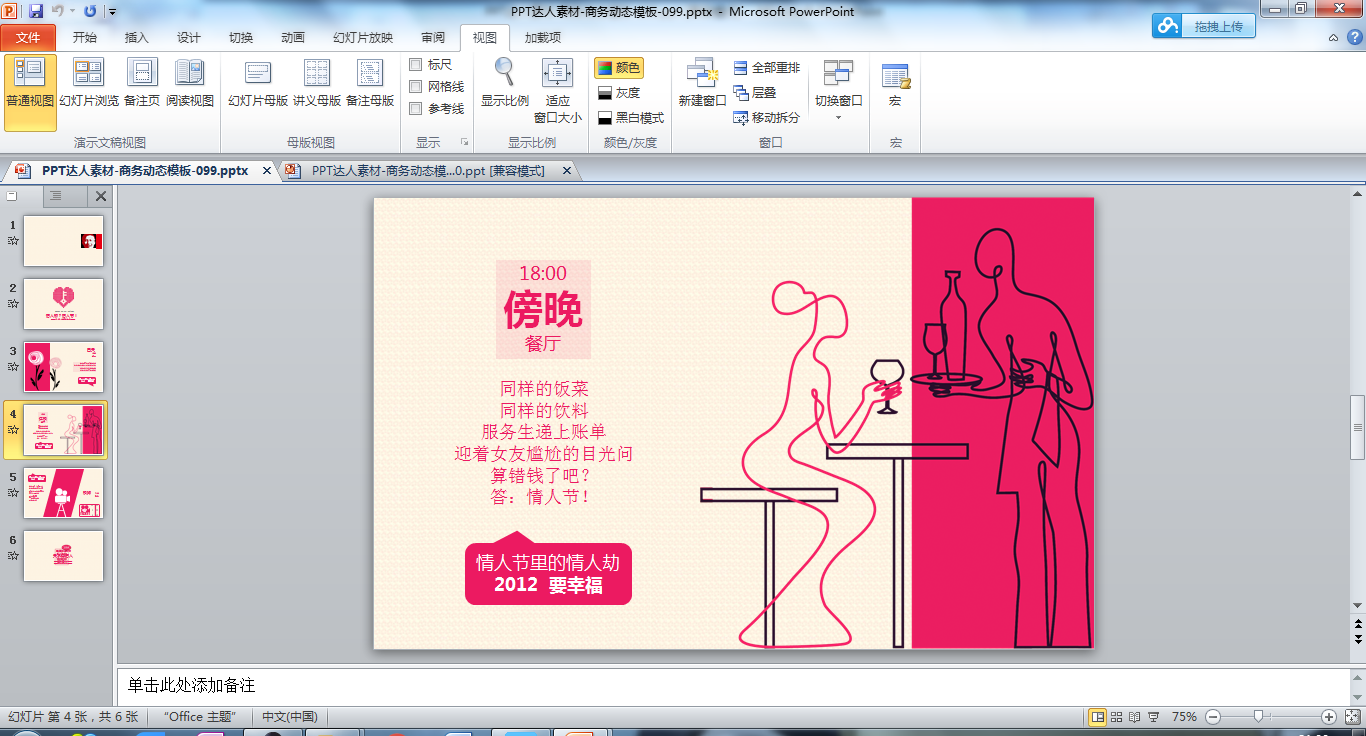 PPT达人素材-商务动态模板-099.pptx - Microsoft PowerPoint
文件 开始 插入 设计 切换 动画 幻灯片放映 审阅 视图 加载项
拖拽上传
普通视图 幻灯片浏览 备注页 阅读视图
演示文稿视图
幻灯片母版 讲义母版 备注母版
母版视图
标尺
网格线
参考线
显示
显示比例 适应
窗口大小
显示比例
颜色
灰度
黑白模式
颜色/灰度
新建窗口
全部重排
层叠
移动拆分
切换窗口
窗口
宏
宏
PPT达人素材-商务动态模板-099.pptx
PPT达人素材-商务动态模...0.ppt [兼容模式]
1
2
3
4
5
6
18:00
傍晚
餐厅
同样的饭菜
同样的饮料
服务生递上账单
迎着女友尴尬的目光问
算错钱了吧?
答：情人节!
情人节里的情人劫
2012 要幸福
单击此处添加备注
幻灯片 第 4 张，共 6 张
“Office 主题”
中文(中国)
75%